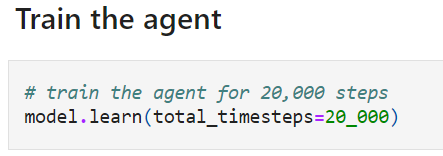 Train the agent
# train the agent for 20,000 steps
model.learn(total_timesteps=20_000)